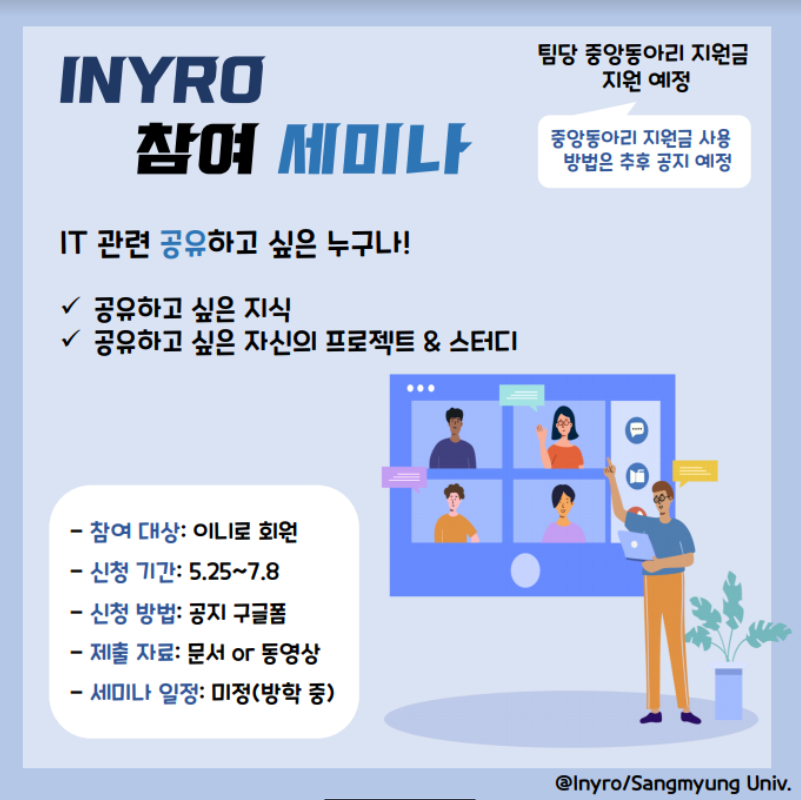 INYRO
참여 세미나
팀당 중앙동아리 지원금
지원 예정
중앙동아리 지원금 사용
방법은 추후 공지 예정
IT 관련 공유하고 싶은 누구나!
✓ 공유하고 싶은 지식
✓ 공유하고 싶은 자신의 프로젝트 & 스터디
- 참여 대상: 이니로 회원
- 신청 기간: 5.25~7.8
- 신청 방법: 공지 구글폼
- 제출 자료: 문서 or 동영상
- 세미나 일정: 미정(방학 중)
@Inyro/Sangmyung Univ.